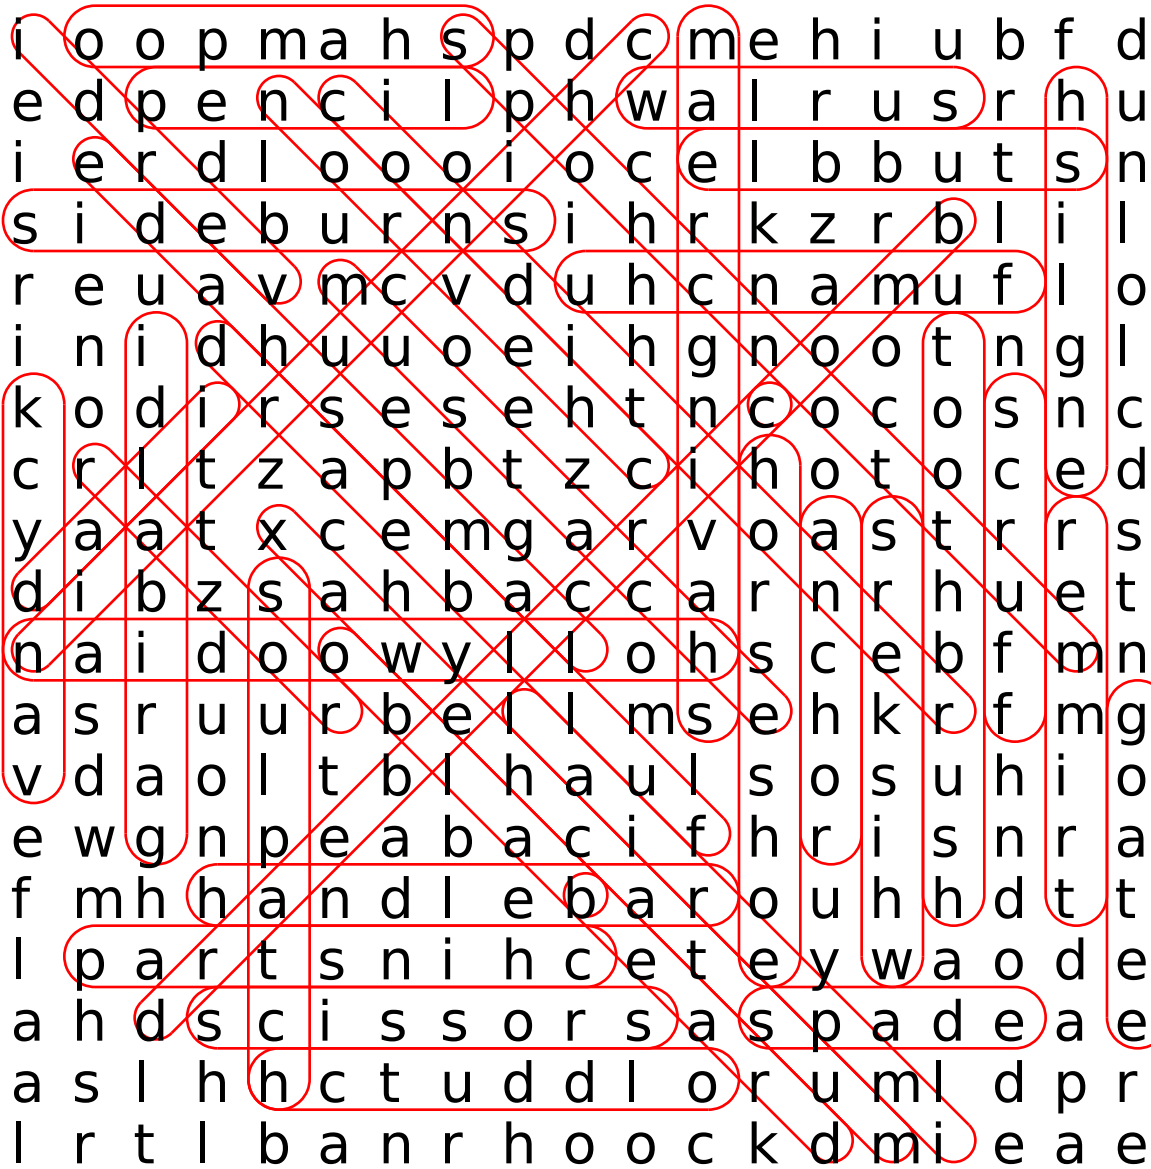 i o o p m a h s p d c m e h i u b f d
e d p e n c i l p h w a l r u s r h u
i e r d l o o o i o c e l b b u t s n
s i d e b u r n s i h r k z r b l i l
r e u a v m c v d u h c n a m u f l o
i n i d h u u o e i h g n o o t n g l
k o d i r s e s e h t n c o c o s n c
c r l t z a p b t z c i h o t o c e d
y a a t x c e m g a r v o a s t r r s
d i b z s a h b a c c a r n r h u e t
n a i d o o w y l l o h s c e b f m n
a s r u u r b e l l m s e h k r f m g
v d a o l t b l h a u l s o s u h i o
e w g n p e a b a c i f h r i s n r a
f m h h a n d l e b a r o u h h d t t
l p a r t s n i h c e t e y w a o d e
a h d s c i s s o r s a s p a d e a e
a s l h h c t u d d l o r u m l d p r
l r t l b a n r h o o c k d m i e a e